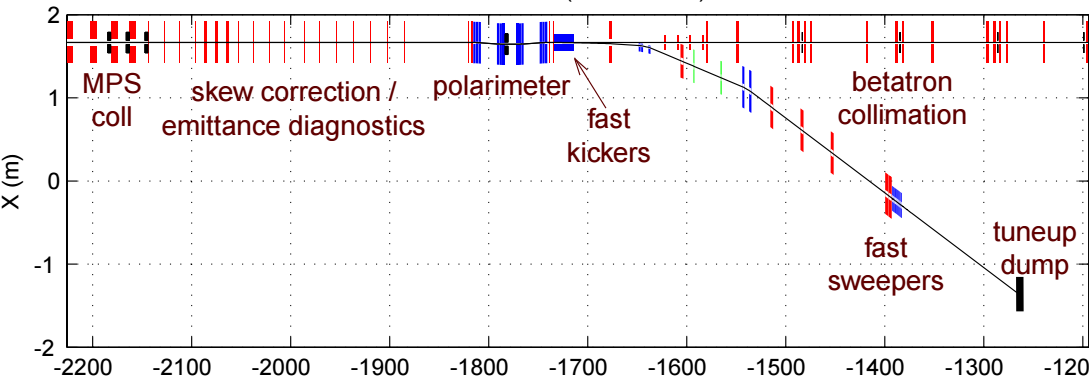 2
MPS
coll
skew correction /
emittance diagnostics
polarimeter
fast
kickers
betatron
collimation
1
X (m)
0
-1
fast
sweepers
tuneup
dump
-2
-2200 -2100 -2000 -1900 -1800 -1700 -1600 -1500 -1400 -1300 -120